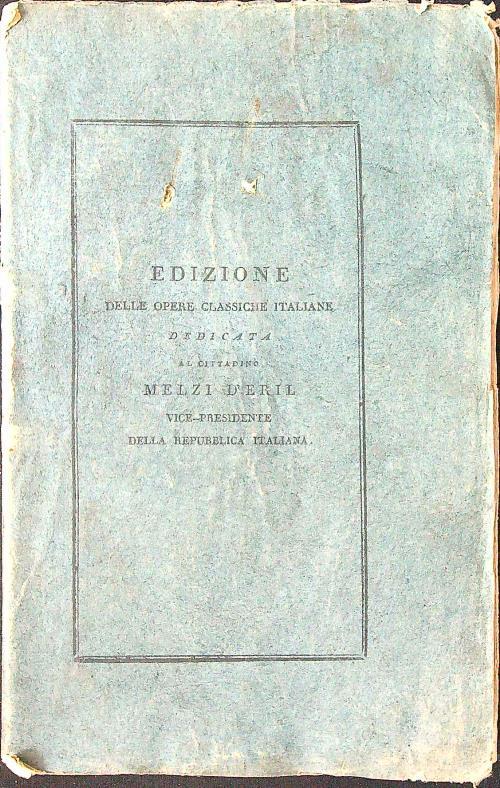 EDIZIONE
DELLE OPERE CLASSICHE ITALIANE
DEDICATA
AL CITTADINO
MELZI D'ERIL
VICE-PRESIDENTE
DELLA REPUBBLICA ITALIANA.